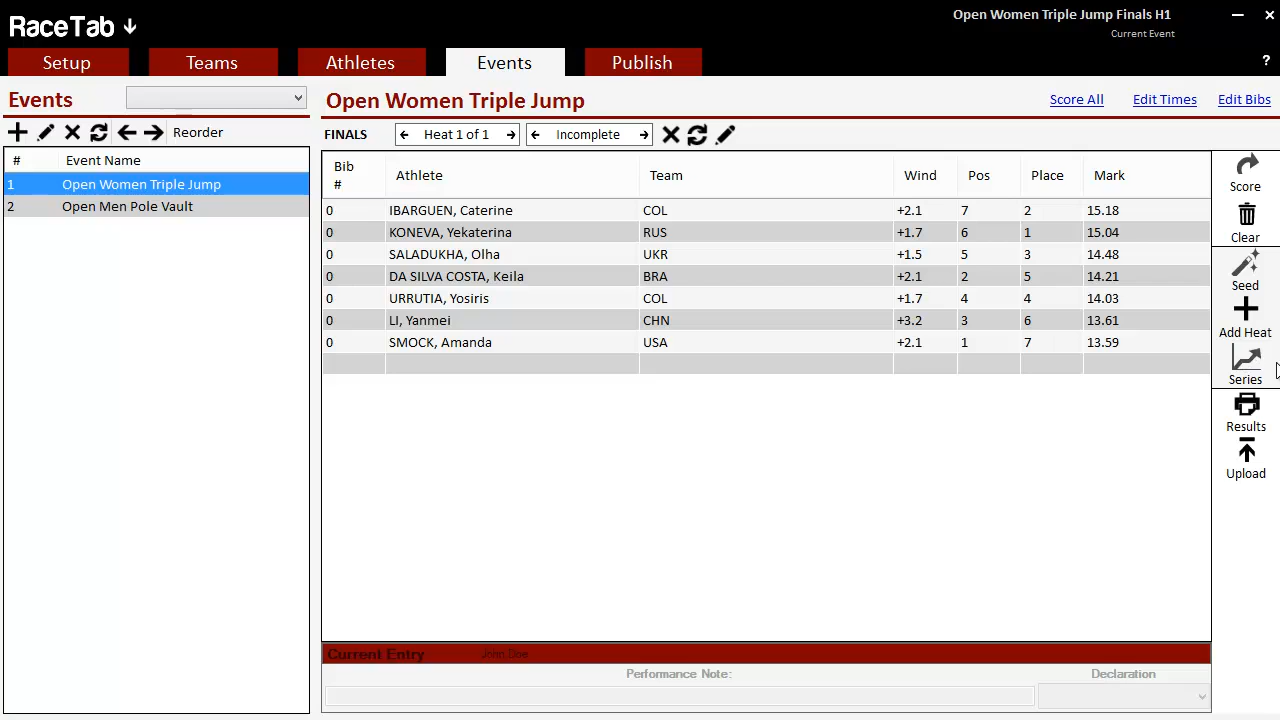 RaceTab
Open Women Triple Jump Finals H1
Current Event
Setup Teams Athletes Events Publish ?
Events
Open Women Triple Jump
Score All Edit Times Edit Bibs
Reorder
FINALS Heat 1 of 1 Incomplete
# Event Name
1 Open Women Triple Jump
2 Open Men Pole Vault
Bib # Athlete Team Wind Pos Place Mark
0 IBARGUEN, Caterine COL +2.1 7 2 15.18
0 KONEVA, Yekaterina RUS +1.7 6 1 15.04
0 SALADUKHA, Olha UKR +1.5 5 3 14.48
0 DA SILVA COSTA, Keila BRA +2.1 2 5 14.21
0 URRUTIA, Yosiris COL +1.7 4 4 14.03
0 LI, Yanmei CHN +3.2 3 6 13.61
0 SMOCK, Amanda USA +2.1 1 7 13.59
Score
Clear
Seed
Add Heat
Series
Results
Upload
Current Entry John Doe
Performance Note: Declaration